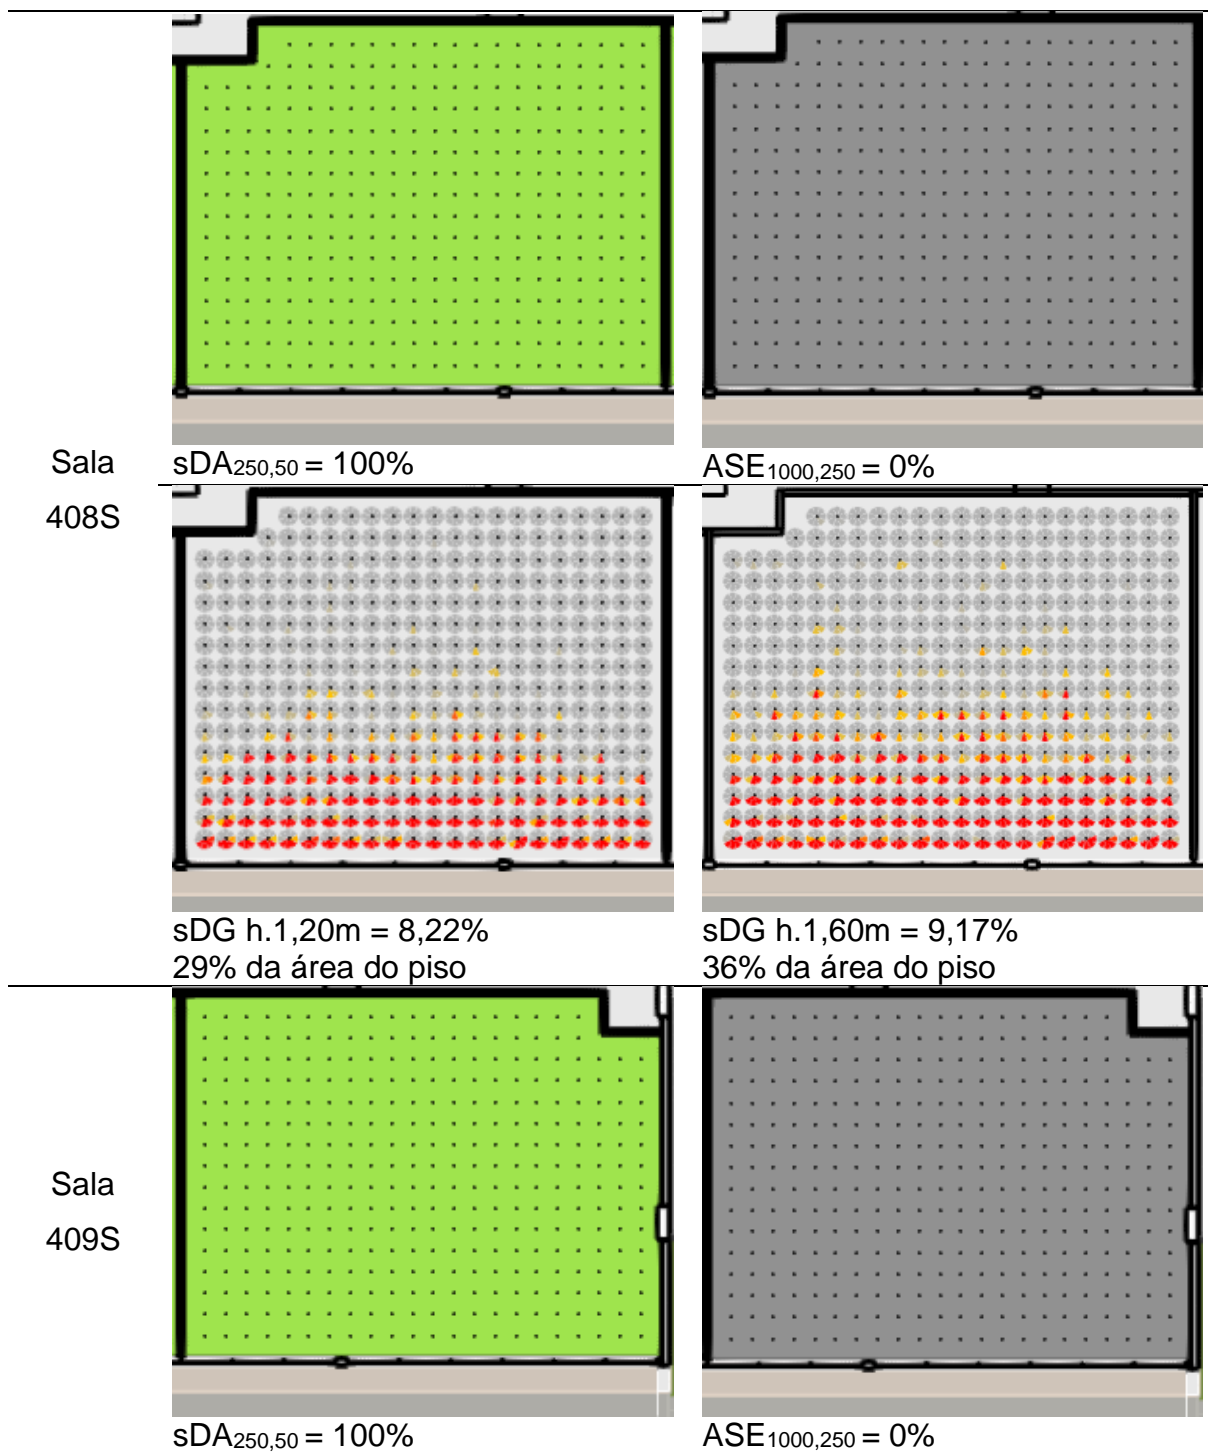 Sala
408S
sDA250,50 = 100%
ASE1000,250 = 0%
sDG h.1,20m = 8,22%
29% da área do piso
sDG h.1,60m = 9,17%
36% da área do piso
Sala
409S
sDA250,50 = 100%
ASE1000,250 = 0%